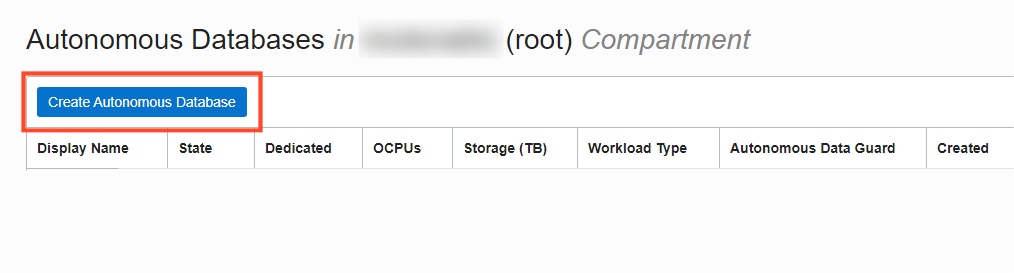 Autonomous Databases in (root) Compartment
Create Autonomous Database
Display Name State Dedicated OCPUs Storage (TB) Workload Type Autonomous Data Guard Created